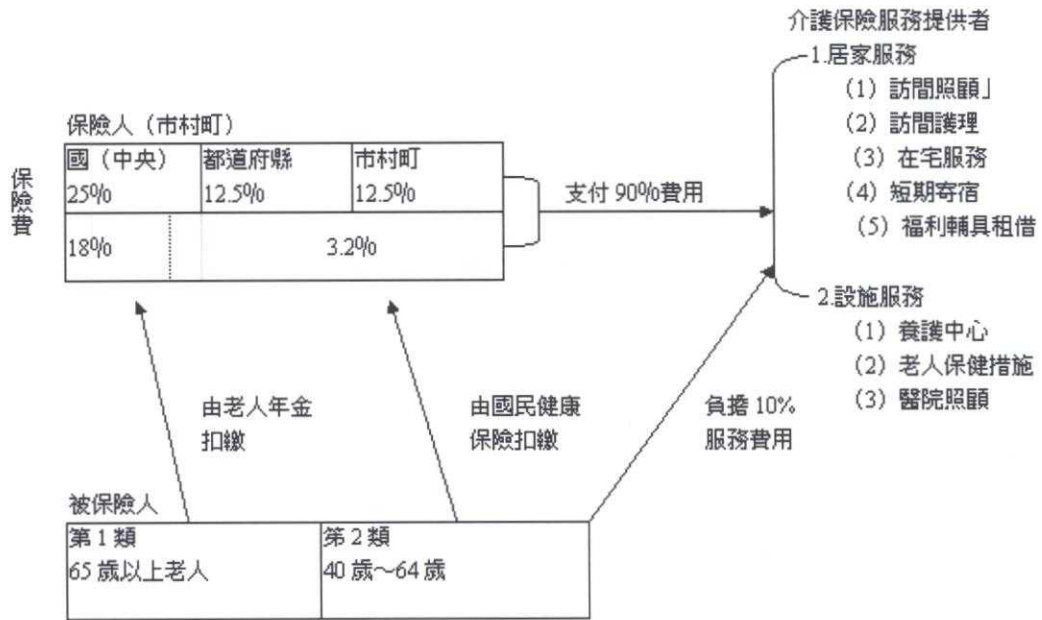 介護保險服務提供者
1.居家服務
(1) 訪間照顧」
(2) 訪間護理
(3) 在宅服務
(4) 短期寄宿
(5) 福利輔具租借
保險人（市村町）
保險費
國（中央）
25%
都道府縣
12.5%
市村町
12.5%
18%
3.2%
支付 90%費用
2.設施服務
(1) 養護中心
(2) 老人保健措施
(3) 醫院照顧
由老人年金
扣繳
由國民健康
保險扣繳
負擔 10%
服務費用
被保險人
第 1 類
65 歲以上老人
第 2 類
40 歲～64 歲